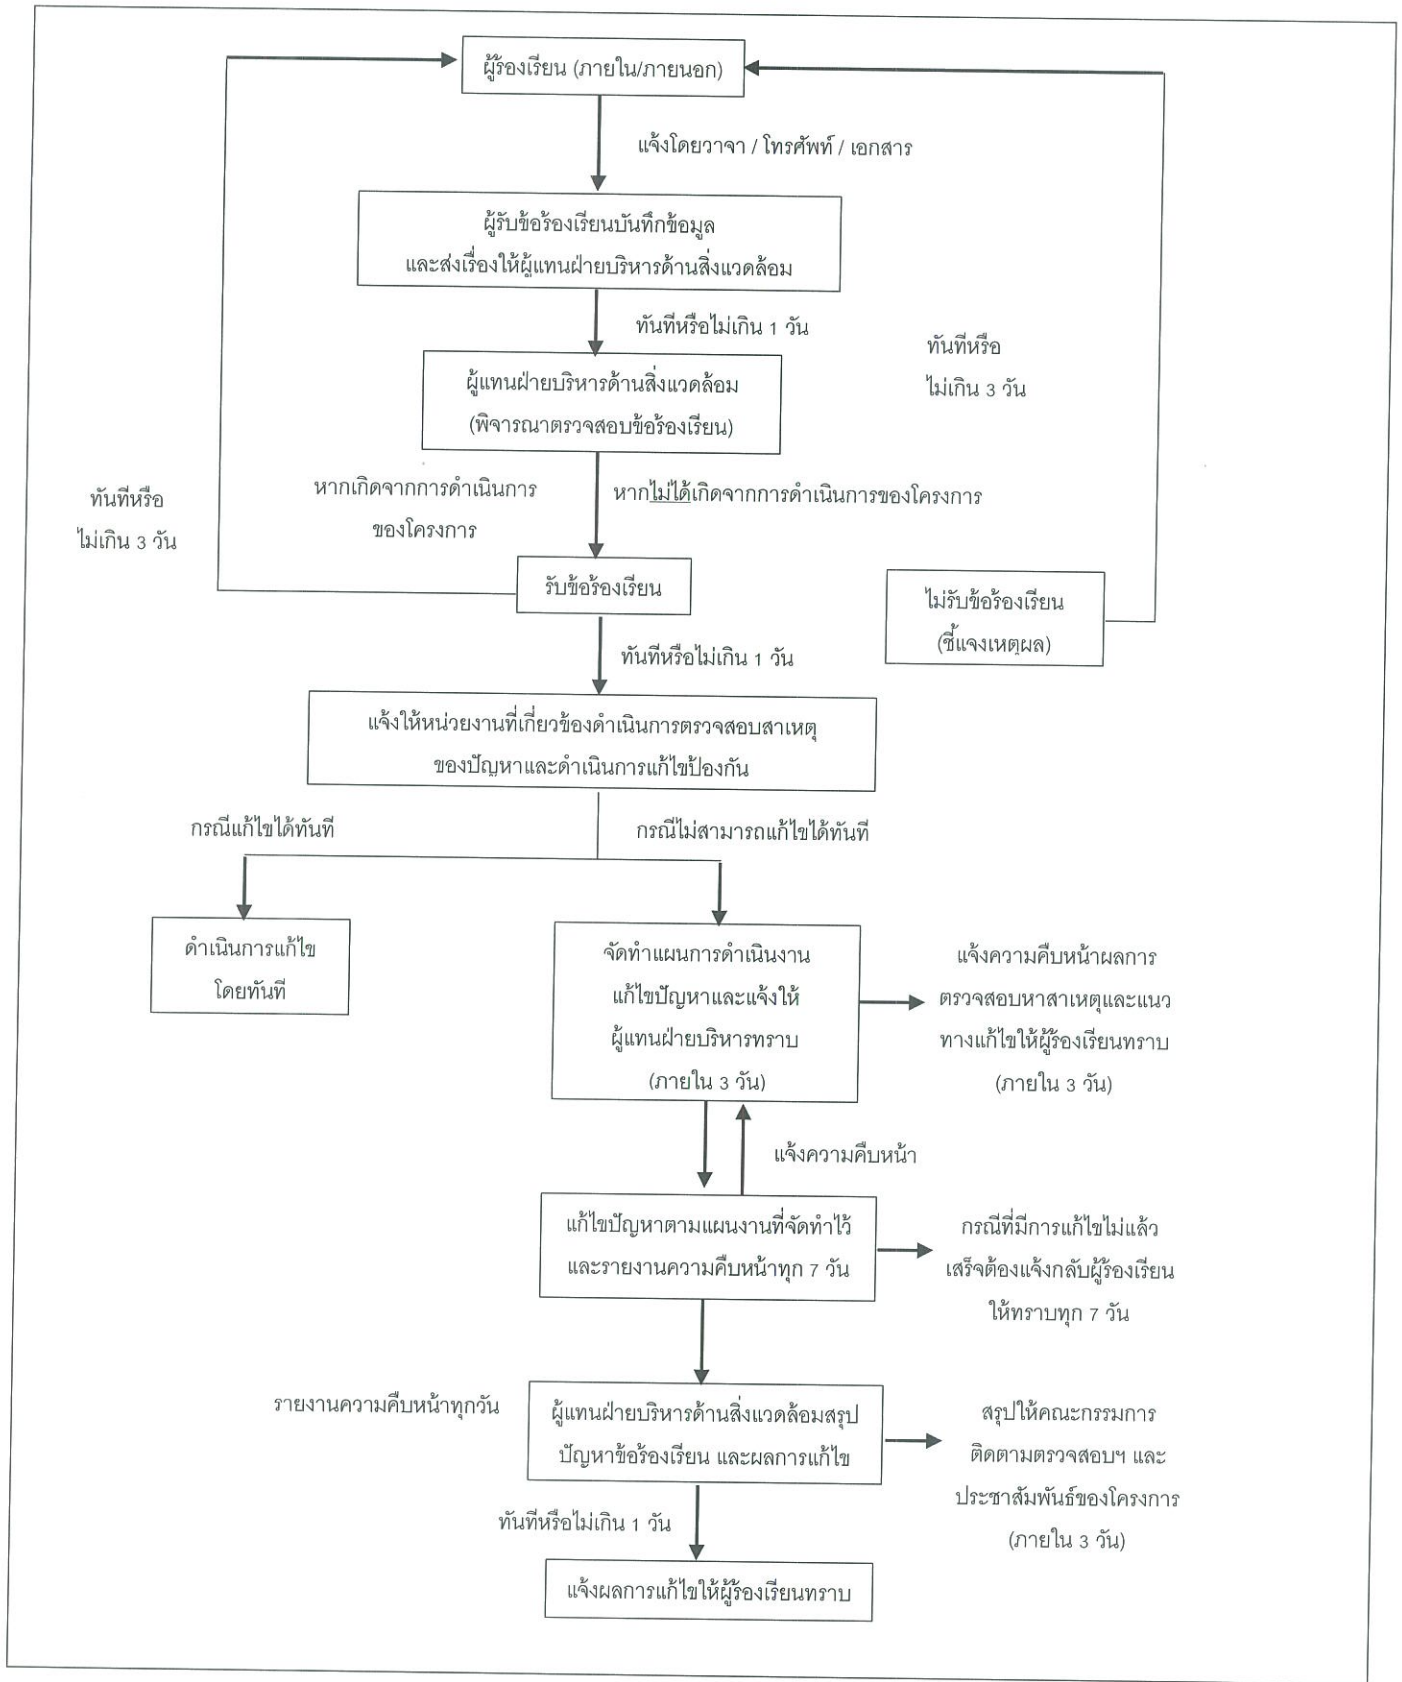 ผู้ร้องเรียน (ภายใน/ภายนอก)
แจ้งโดยวาจา / โทรศัพท์ / เอกสาร
ผู้รับข้อร้องเรียนบันทึกข้อมูล
และส่งเรื่องให้ผู้แทนฝ่ายบริหารด้านสิ่งแวดล้อม
ทันทีหรือไม่เกิน 1 วัน
ทันทีหรือ
ไม่เกิน 3 วัน
ผู้แทนฝ่ายบริหารด้านสิ่งแวดล้อม
(พิจารณาตรวจสอบข้อร้องเรียน)
ทันทีหรือ
ไม่เกิน 3 วัน
หากเกิดจากการดำเนินการ
ของโครงการ
หากไม่ได้เกิดจากการดำเนินการของโครงการ
รับข้อร้องเรียน
ไม่รับข้อร้องเรียน
(ชี้แจงเหตุผล)
ทันทีหรือไม่เกิน 1 วัน
แจ้งให้หน่วยงานที่เกี่ยวข้องดำเนินการตรวจสอบสาเหตุ
ของปัญหาและดำเนินการแก้ไขป้องกัน
กรณีแก้ไขได้ทันที
กรณีไม่สามารถแก้ไขได้ทันที
ดำเนินการแก้ไข
โดยทันที
จัดทำแผนการดำเนินงาน
แก้ไขปัญหาและแจ้งให้
ผู้แทนฝ่ายบริหารทราบ
(ภายใน 3 วัน)
แจ้งความคืบหน้าผลการ
ตรวจสอบหาสาเหตุและแนว
ทางแก้ไขให้ผู้ร้องเรียนทราบ
(ภายใน 3 วัน)
แจ้งความคืบหน้า
แก้ไขปัญหาตามแผนงานที่จัดทำไว้
และรายงานความคืบหน้าทุก 7 วัน
กรณีที่มีการแก้ไขไม่แล้ว
เสร็จต้องแจ้งกลับผู้ร้องเรียน
ให้ทราบทุก 7 วัน
รายงานความคืบหน้าทุกวัน
ผู้แทนฝ่ายบริหารด้านสิ่งแวดล้อมสรุป
ปัญหาข้อร้องเรียน และผลการแก้ไข
สรุปให้คณะกรรมการ
ติดตามตรวจสอบฯ และ
ประชาสัมพันธ์ของโครงการ
(ภายใน 3 วัน)
ทันทีหรือไม่เกิน 1 วัน
แจ้งผลการแก้ไขให้ผู้ร้องเรียนทราบ